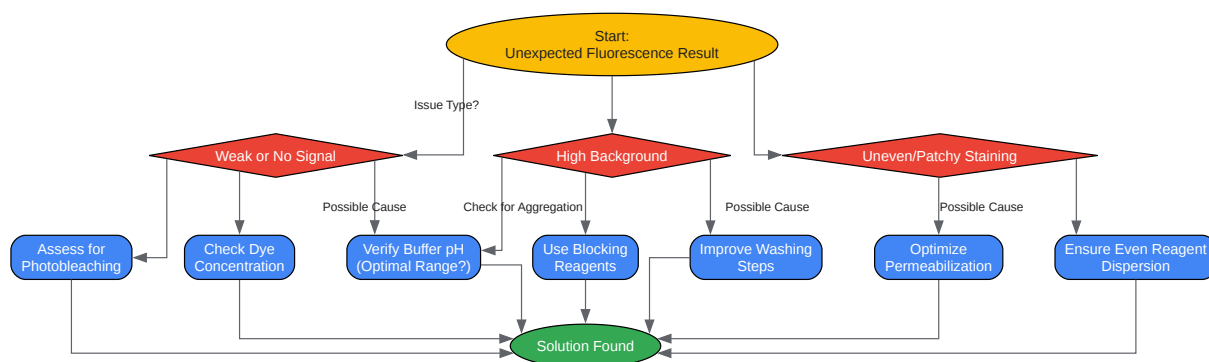 Start:
Unexpected Fluorescence Result
Issue Type?
Weak or No Signal
High Background
Uneven/Patchy Staining
Possible Cause
Check for Aggregation
Possible Cause
Possible Cause
Assess for
Photobleaching
Check Dye
Concentration
Verify Buffer pH
(Optimal Range?)
Use Blocking
Reagents
Improve Washing
Steps
Optimize
Permeabilization
Ensure Even Reagent
Dispersion
Solution Found